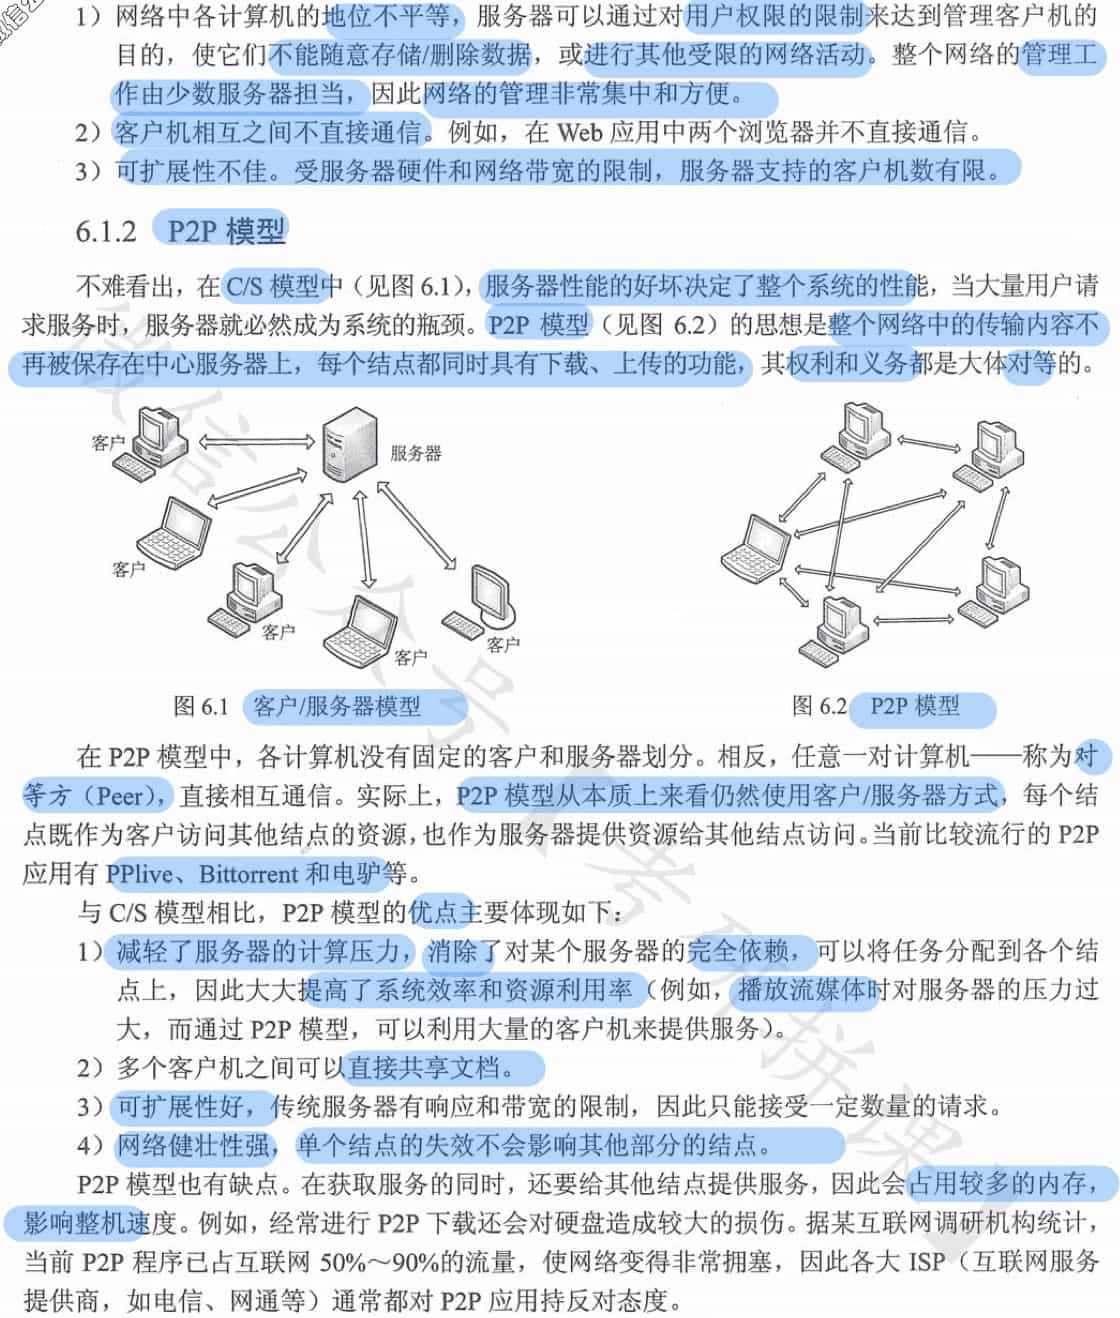 1）网络中各计算机的地位不平等，服务器可以通过对用户权限的限制来达到管理客户机的
目的，使它们不能随意存储/删除数据，或进行其他受限的网络活动。整个网络的管理工
作由少数服务器担当，因此网络的管理非常集中和方便。
2）客户机相互之间不直接通信。例如，在 Web 应用中两个浏览器并不直接通信。
3）可扩展性不佳。受服务器硬件和网络带宽的限制，服务器支持的客户机数有限。
6.1.2 P2P 模型
不难看出，在 C/S 模型中（见图 6.1），服务器性能的好坏决定了整个系统的性能，当大量用户请
求服务时，服务器就必然成为系统的瓶颈。P2P 模型（见图 6.2）的思想是整个网络中的传输内容不
再被保存在中心服务器上，每个结点都同时具有下载、上传的功能，其权利和义务都是大体对等的。
客户
服务器
客户
客户
客户
客户
图 6.1 客户/服务器模型
图 6.2 P2P 模型
在 P2P 模型中，各计算机没有固定的客户和服务器划分。相反，任意一对计算机——称为对
等方（Peer），直接相互通信。实际上，P2P 模型从本质上来看仍然使用客户/服务器方式，每个结
点既作为客户访问其他结点的资源，也作为服务器提供资源给其他结点访问。当前比较流行的 P2P
应用有 PPlive、Bittorrent 和电驴等。
与 C/S 模型相比，P2P 模型的优点主要体现如下：
1）减轻了服务器的计算压力，消除了对某个服务器的完全依赖，可以将任务分配到各个结
点上，因此大大提高了系统效率和资源利用率（例如，播放流媒体时对服务器的压力过
大，而通过 P2P 模型，可以利用大量的客户机来提供服务）。
2）多个客户机之间可以直接共享文档。
3）可扩展性好，传统服务器有响应和带宽的限制，因此只能接受一定数量的请求。
4）网络健壮性强，单个结点的失效不会影响其他部分的结点。
P2P 模型也有缺点。在获取服务的同时，还要给其他结点提供服务，因此会占用较多的内存，
影响整机速度。例如，经常进行 P2P 下载还会对硬盘造成较大的损伤。据某互联网调研机构统计，
当前 P2P 程序已占互联网 50%～90%的流量，使网络变得非常拥塞，因此各大 ISP（互联网服务
提供商，如电信、网通等）通常都对 P2P 应用持反对态度。
微信公众号【考研拼课】